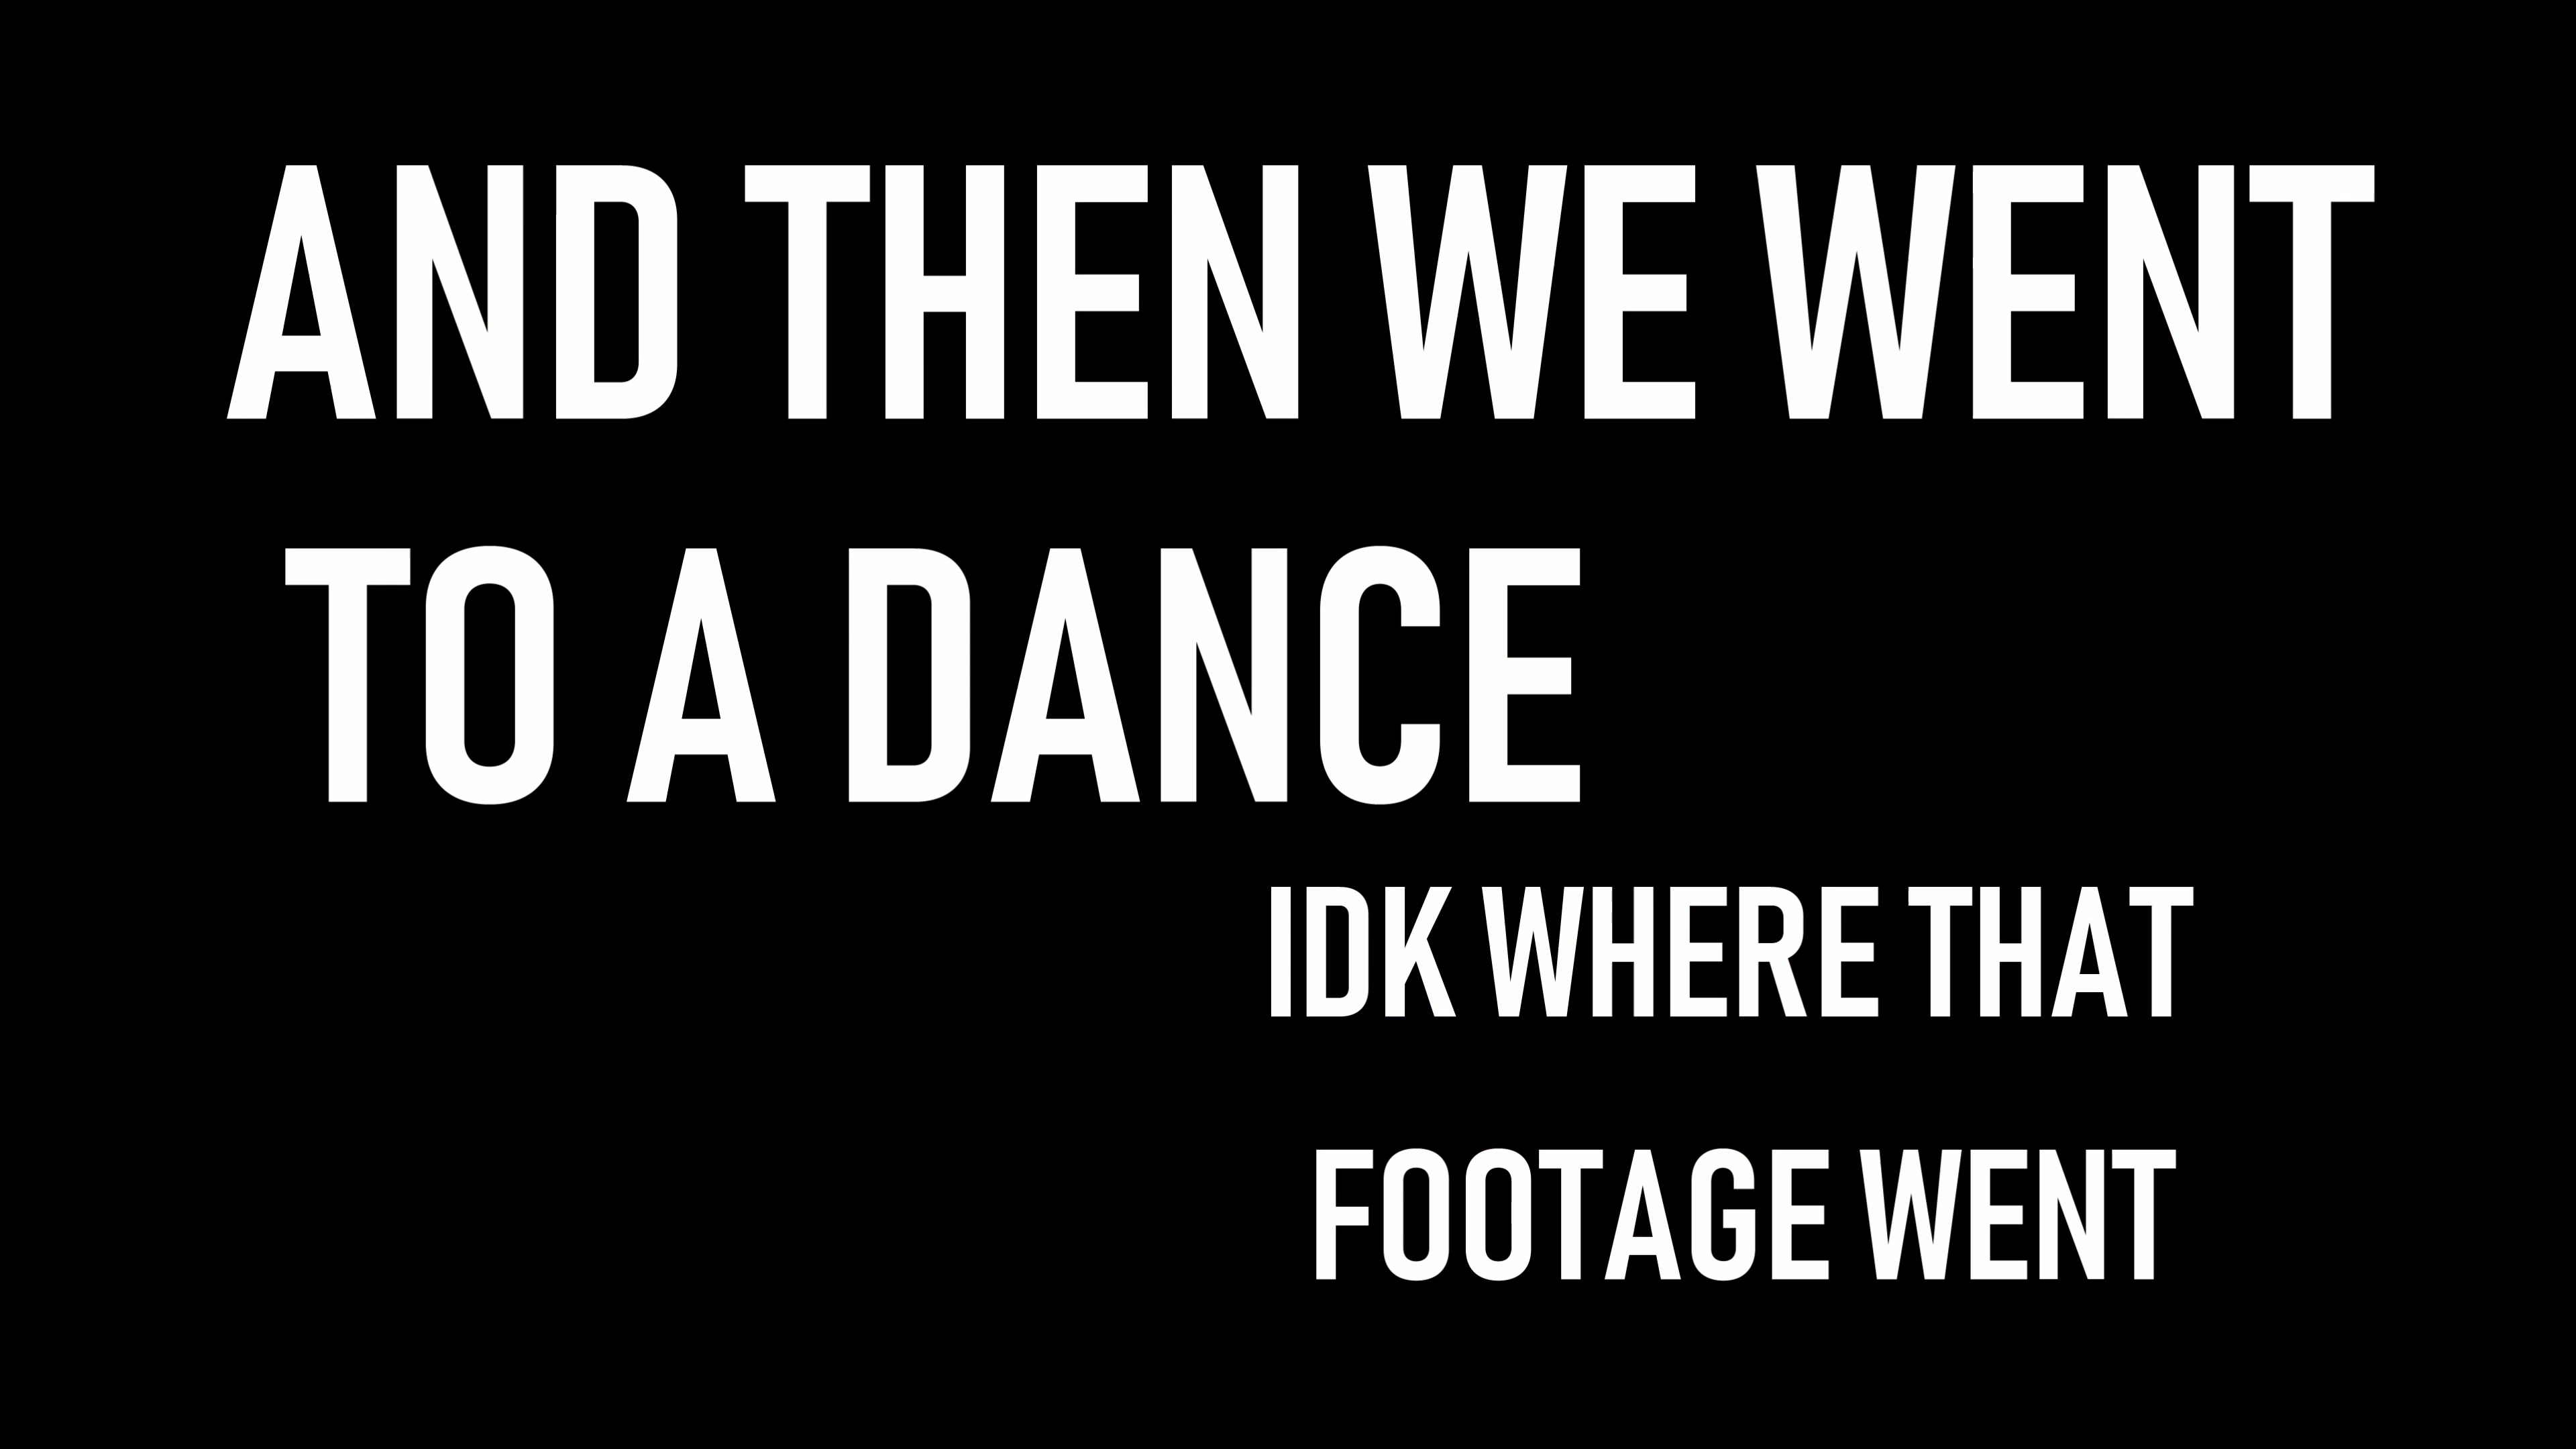 AND THEN WE WENT
TO A DANCE
IDK WHERE THAT
FOOTAGE WENT